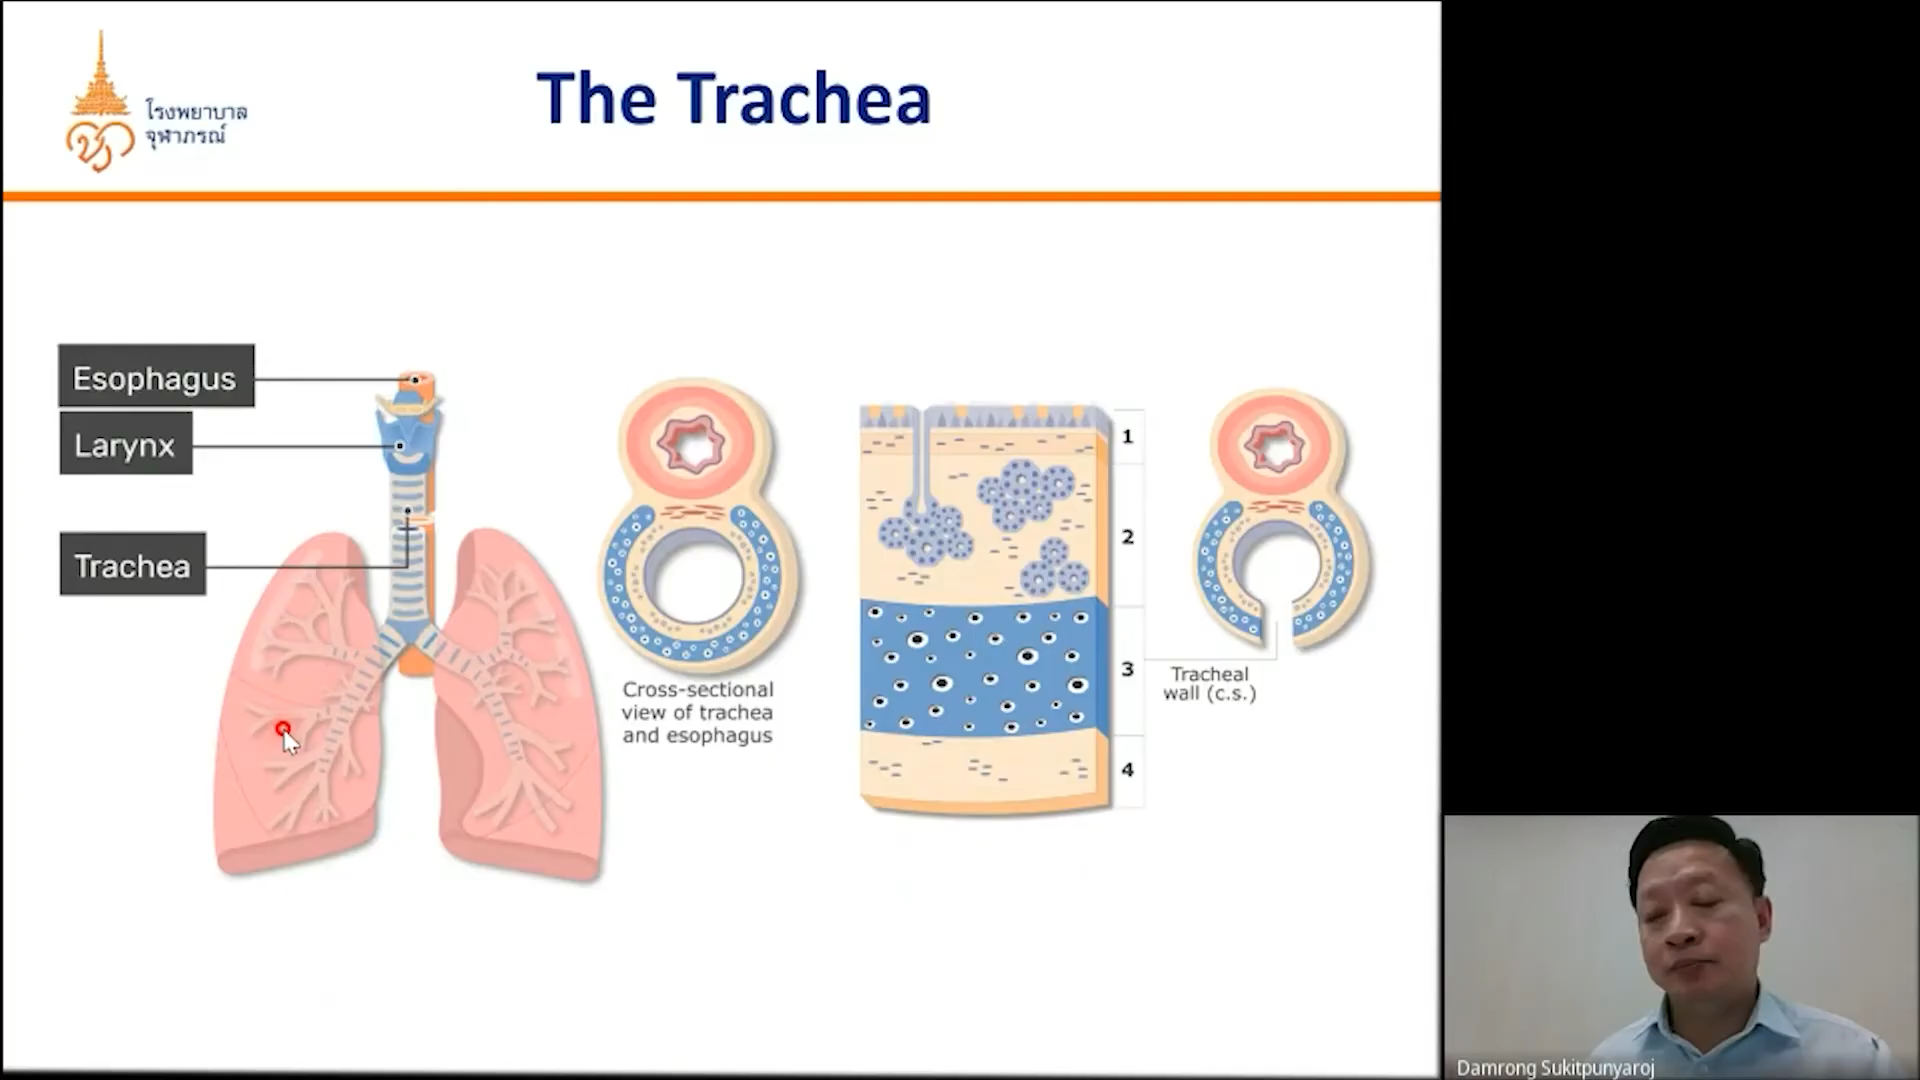 โรงพยาบาล
จุฬาภรณ์
The Trachea
Esophagus
Larynx
Trachea
Cross-sectional
view of trachea
and esophagus
1
2
3
4
Tracheal
wall (c.s.)
Damrong Sukitpunyaroj